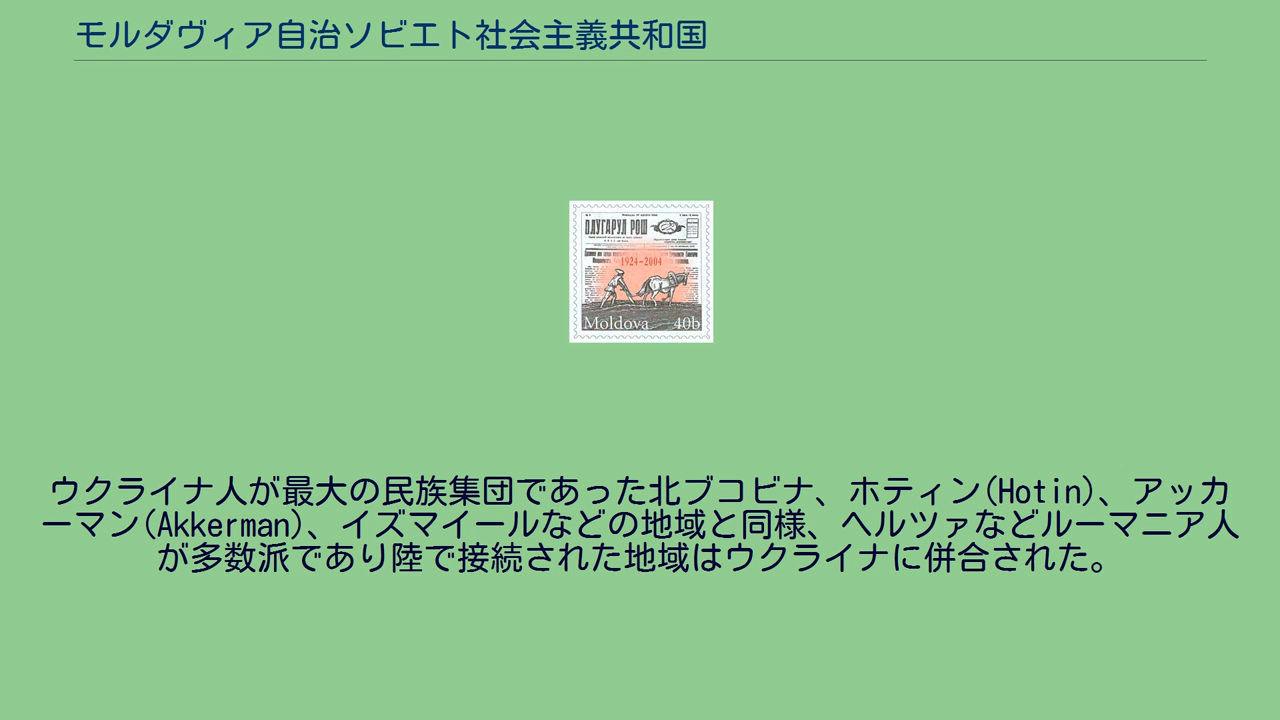 モルダヴィア自治ソビエト社会主義共和国
ПЛУГАРУЛ РОШ
1924-2004
Moldova 40b
ウクライナ人が最大の民族集団であった北ブコビナ、ホティン(Hotin)、アッカ
ーマン(Akkerman)、イズマイールなどの地域と同様、ヘルツァなどルーマニア人
が多数派であり陸で接続された地域はウクライナに併合された。